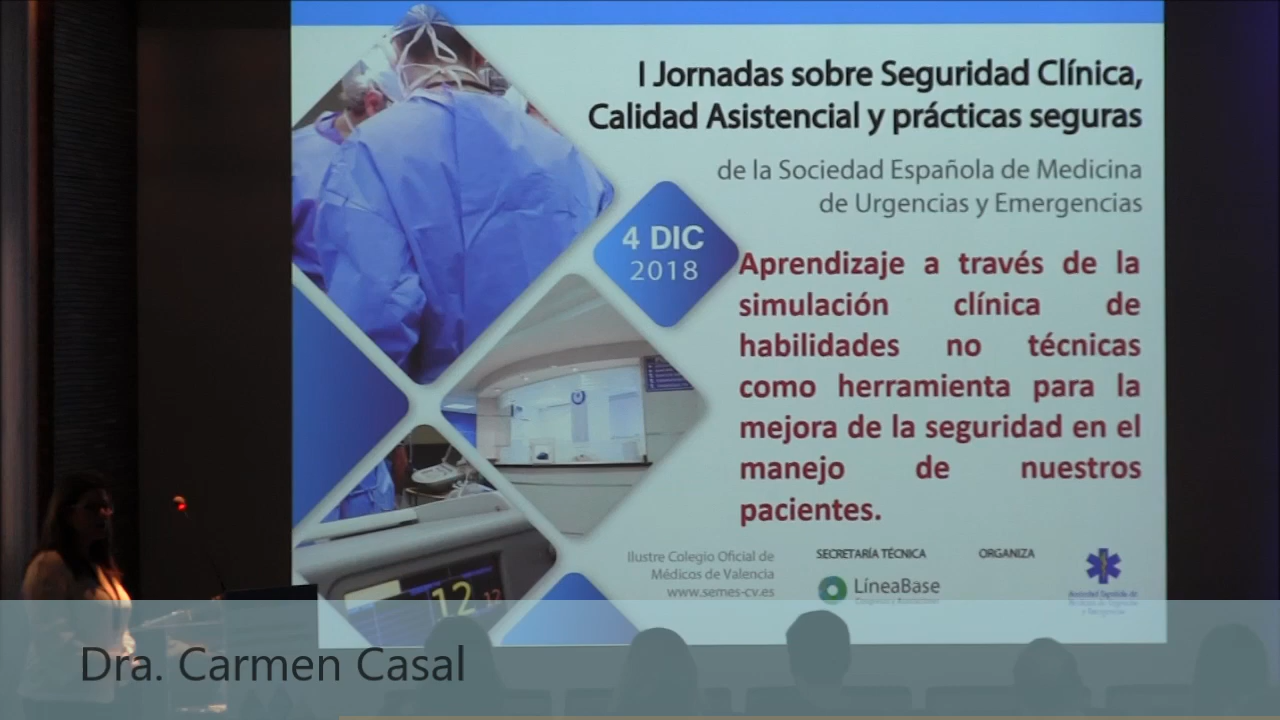 I Jornadas sobre Seguridad Clínica,
Calidad Asistencial y prácticas seguras
de la Sociedad Española de Medicina
de Urgencias y Emergencias
4 DIC
2018
Aprendizaje a través de la
simulación clínica de
habilidades no técnicas
como herramienta para la
mejora de la seguridad en el
manejo de nuestros
pacientes.
Ilustre Colegio Oficial de
Médicos de Valencia
www.semes-cv.es
SECRETARÍA TÉCNICA
LíneaBase
ORGANIZA
12
12
Dra. Carmen Casal